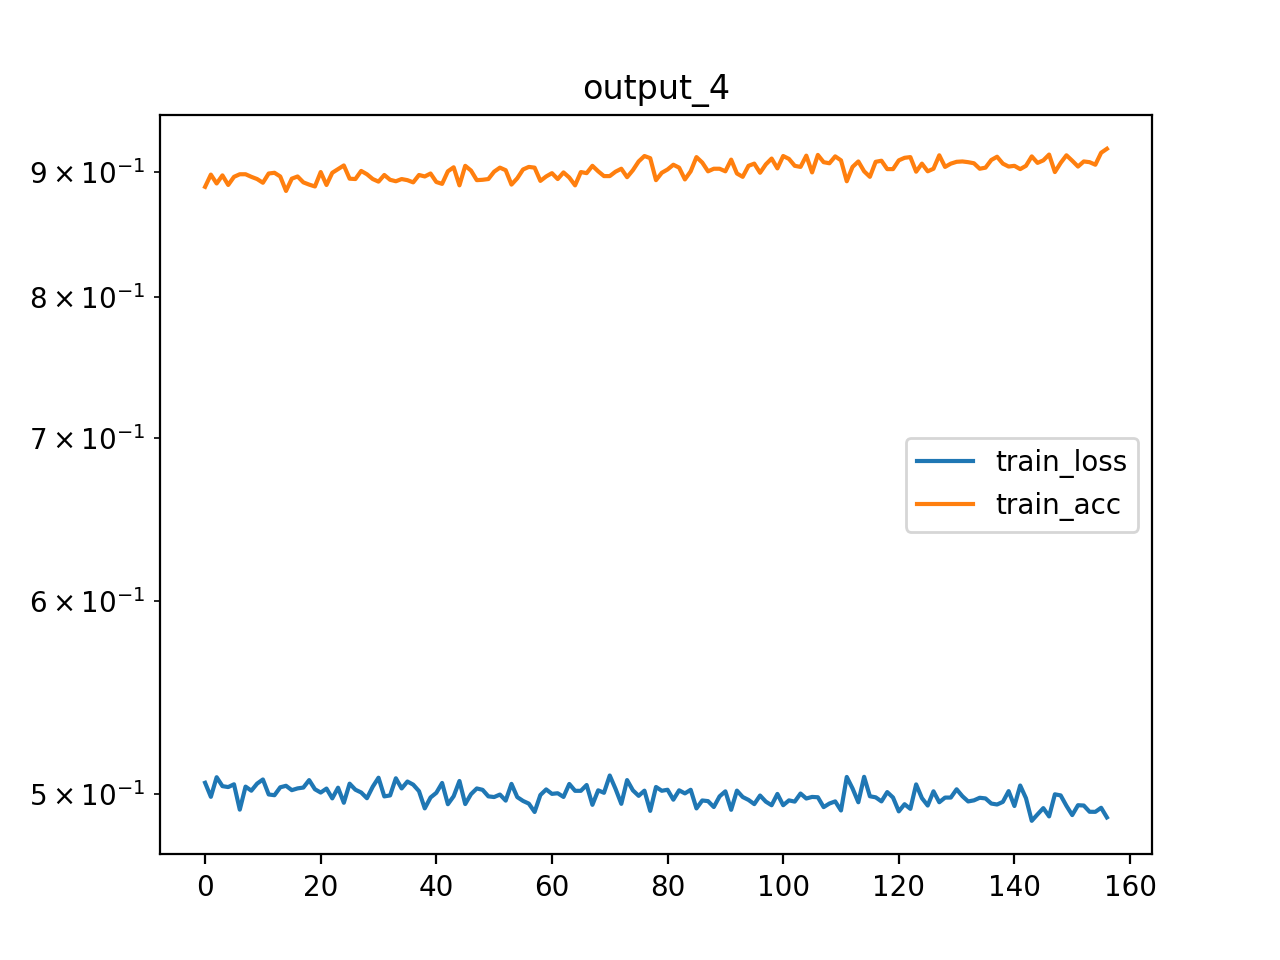 output_4
9 × 10⁻¹
8 × 10⁻¹
7 × 10⁻¹
6 × 10⁻¹
5 × 10⁻¹
train_loss
train_acc
0 20 40 60 80 100 120 140 160